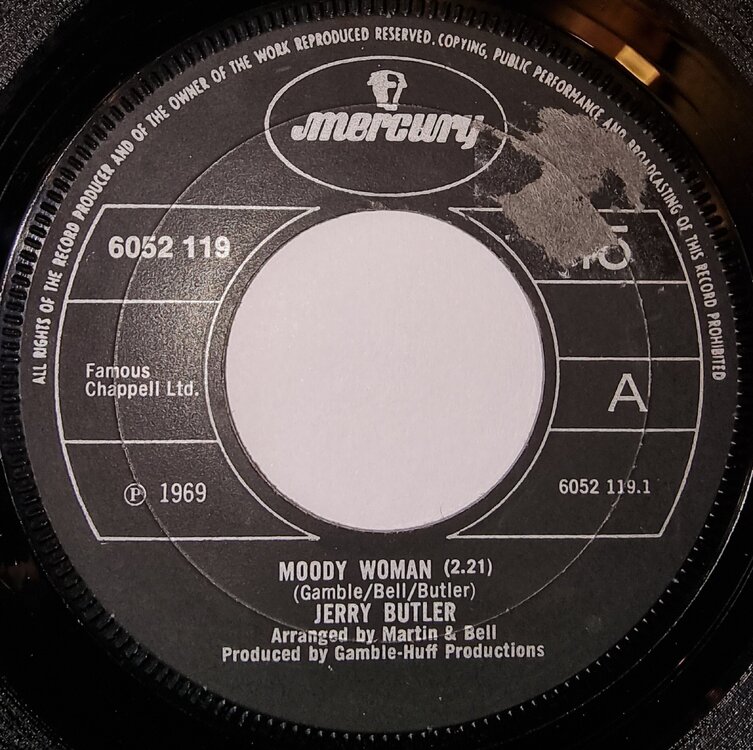 ALL RIGHTS OF THE RECORD PRODUCER AND OF THE OWNER OF THE WORK REPRODUCED RESERVED. COPYING, PUBLIC PERFORMANCE AND BROADCASTING OF THIS RECORD PROHIBITED
mercury
6052 119
45
Famous
Chappell Ltd.
A
℗ 1969
6052 119.1
MOODY WOMAN (2.21)
(Gamble/Bell/Butler)
JERRY BUTLER
Arranged by Martin & Bell
Produced by Gamble-Huff Productions